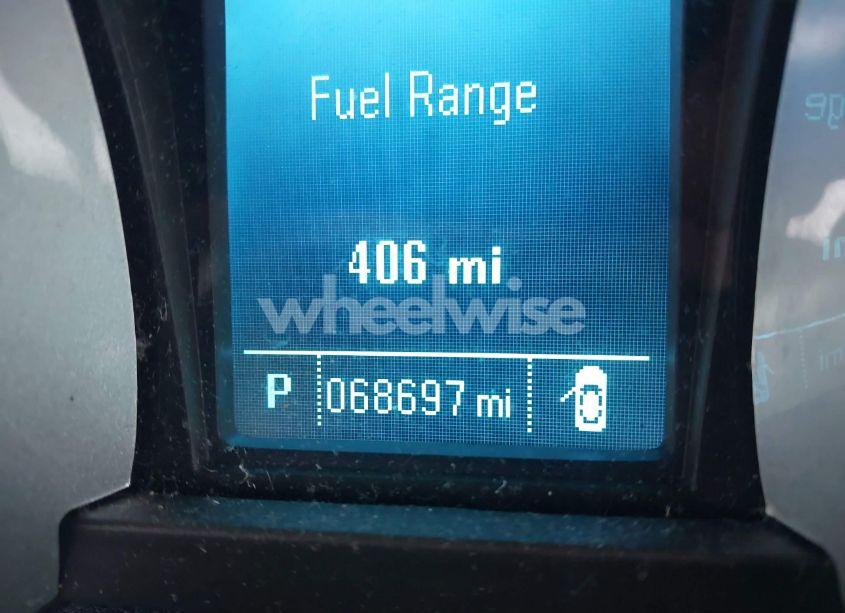 Fuel Range
406 mi
wheelwise
P 068697 mi